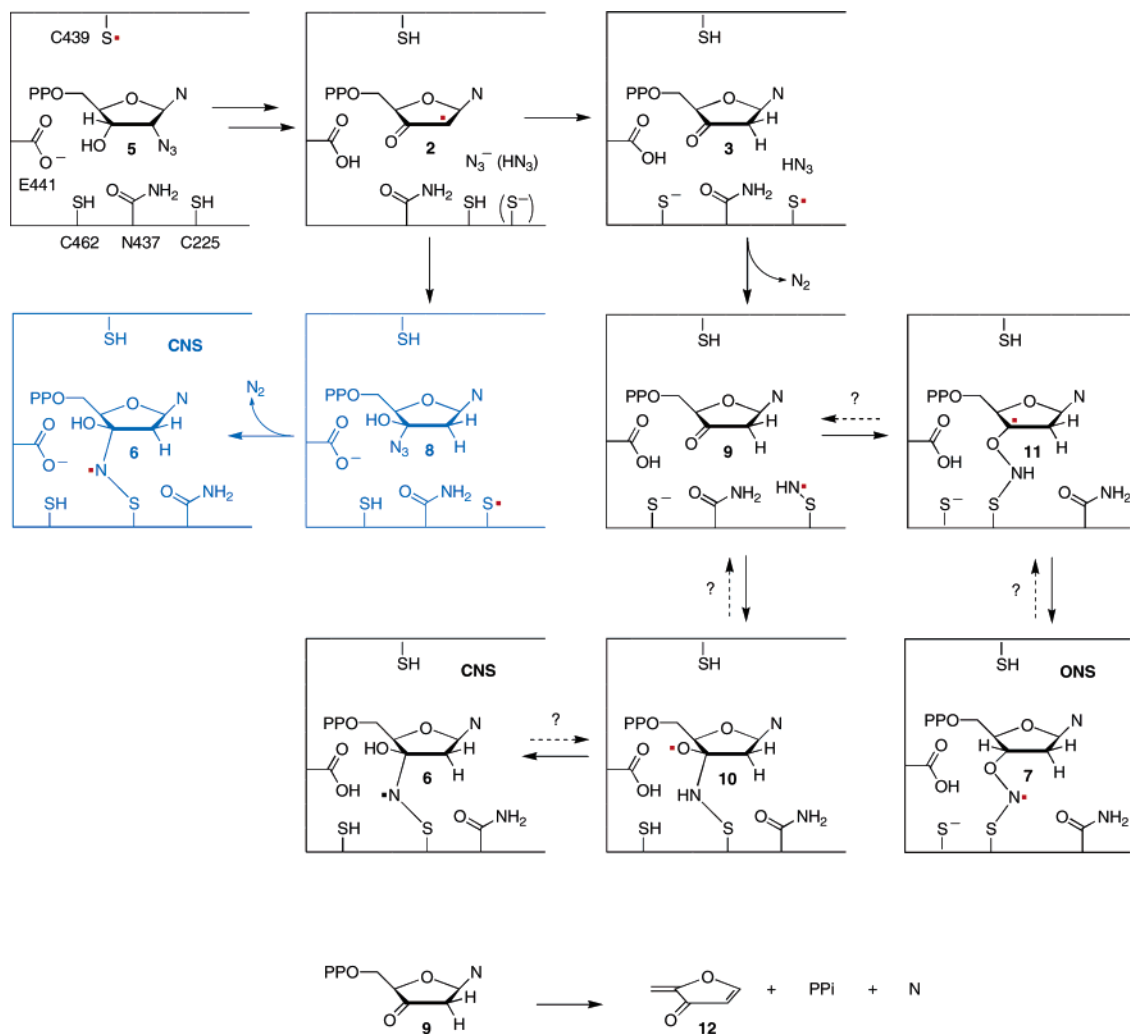 C439 S• SH SH
PPO O N PPO O N PPO O N
H O H
HO 5 N3 O 2 O 3 H
O O− O OH N3− (HN3) O OH HN3
E441 SH O NH2 SH O NH2 SH (S−) S− O NH2 S•
C462 N437 C225
N2
SH CNS SH SH SH
N2 ?
PPO O N PPO O N PPO O N PPO O N
HO H HO H H H
O O− 6 H O O− 8 H O OH O 9 H O OH O 11 H
N N3 HN• NH
SH S O NH2 SH O NH2 S• S− O NH2 S S− S O NH2
? ?
SH CNS SH SH ONS
?
PPO O N PPO O N PPO O N
HO H •O H H H
O OH 6 H O OH 10 H O OH O 7 H
•N HN N•
SH S O NH2 SH S O NH2 S− S O NH2
PPO O N O
H + PPi + N
O 9 H O 12